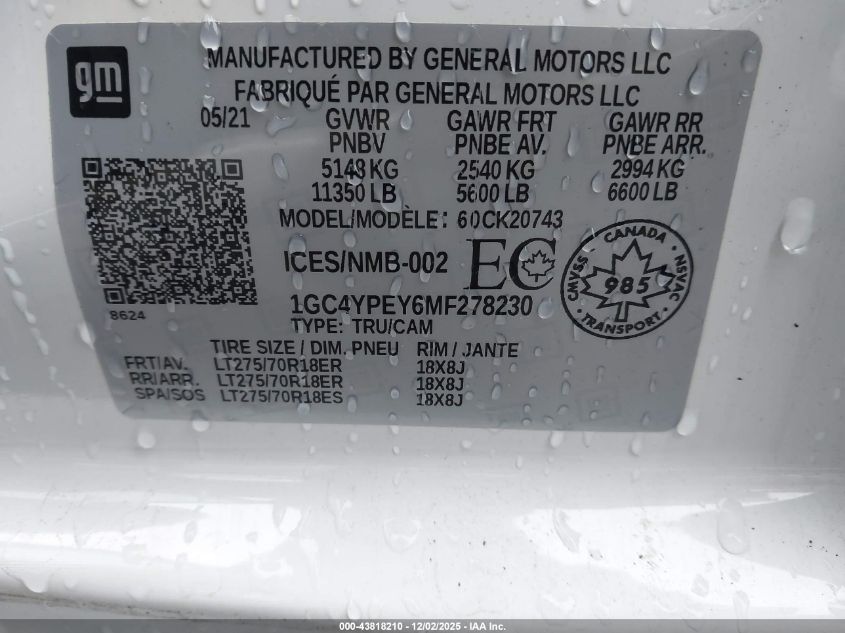 gm
MANUFACTURED BY GENERAL MOTORS LLC
FABRIQUÉ PAR GENERAL MOTORS LLC
05/21 GVWR GAWR FRT GAWR RR
PNBV PNBE AV. PNBE ARR.
5148 KG 2540 KG 2994 KG
11350 LB 5600 LB 6600 LB
MODEL/MODÈLE: 60CK20743
ICES/NMB-002 EC
CANADA
CMVSS 985 NSVAC
TRANSPORT
8624
1GC4YPEY6MF278230
TYPE: TRU/CAM
TIRE SIZE / DIM. PNEU RIM / JANTE
FRT/AV. LT275/70R18ER 18X8J
RR/ARR. LT275/70R18ER 18X8J
SPA/SOS LT275/70R18ES 18X8J
000-43818210 - 12/02/2025 - IAA Inc.